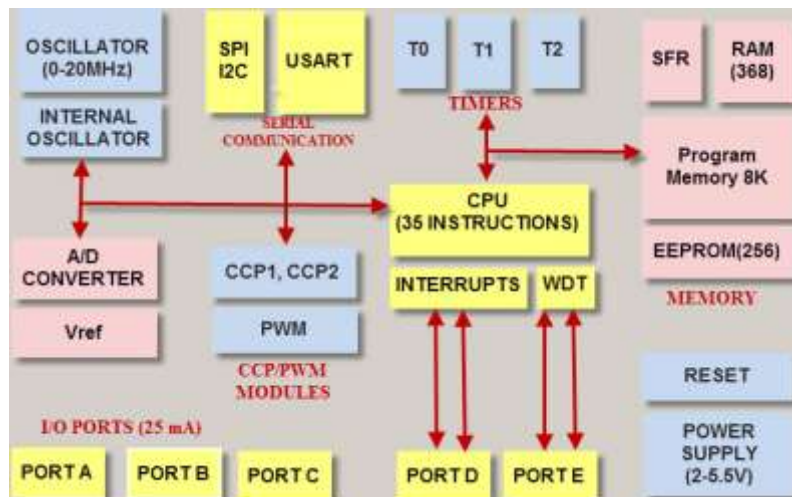 OSCILLATOR
(0-20MHz)
INTERNAL
OSCILLATOR
SPI
I2C
USART
SERIAL
COMMUNICATION
T0
T1
T2
TIMERS
SFR
RAM
(368)
Program
Memory 8K
EEPROM(256)
MEMORY
CPU
(35 INSTRUCTIONS)
A/D
CONVERTER
Vref
CCP1, CCP2
PWM
CCP/PWM
MODULES
INTERRUPTS
WDT
RESET
POWER
SUPPLY
(2-5.5V)
I/O PORTS (25 mA)
PORT A
PORT B
PORT C
PORT D
PORT E